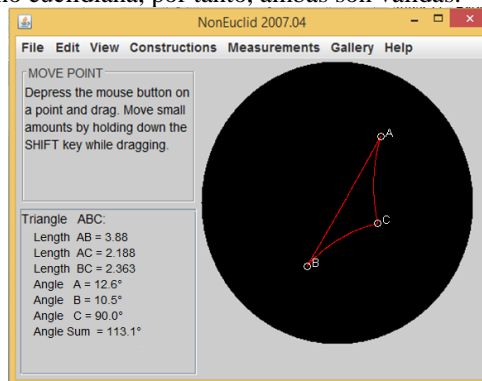 no euclidiana, por tanto, ambas son válidas.
NonEuclid 2007.04
File Edit View Constructions Measurements Gallery Help
MOVE POINT
Depress the mouse button on
a point and drag. Move small
amounts by holding down the
SHIFT key while dragging.
A
C
B
Triangle ABC:
Length AB = 3.88
Length AC = 2.188
Length BC = 2.363
Angle A = 12.6°
Angle B = 10.5°
Angle C = 90.0°
Angle Sum = 113.1°